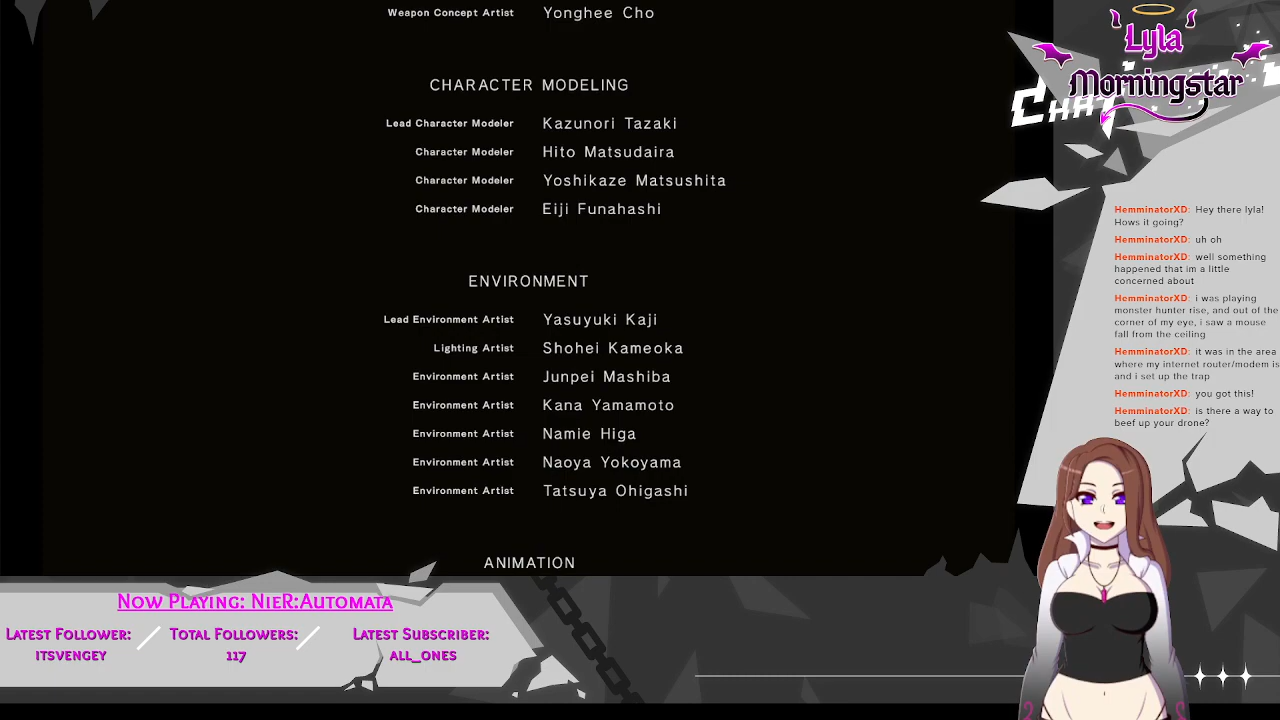 Weapon Concept Artist Yonghee Cho
CHARACTER MODELING
Lead Character Modeler Kazunori Tazaki
Character Modeler Hito Matsudaira
Character Modeler Yoshikaze Matsushita
Character Modeler Eiji Funahashi
ENVIRONMENT
Lead Environment Artist Yasuyuki Kaji
Lighting Artist Shohei Kameoka
Environment Artist Junpei Mashiba
Environment Artist Kana Yamamoto
Environment Artist Namie Higa
Environment Artist Naoya Yokoyama
Environment Artist Tatsuya Ohigashi
ANIMATION
Lyla
Morningstar
Chat
HemminatorXD: Hey there lyla!
Hows it going?
HemminatorXD: uh oh
HemminatorXD: well something
happened that im a little
concerned about
HemminatorXD: i was playing
monster hunter rise, and out of the
corner of my eye, i saw a mouse
fall from the ceiling
HemminatorXD: it was in the area
where my internet router/modem is
and i set up the trap
HemminatorXD: you got this!
HemminatorXD: is there a way to
beef up your drone?
Now Playing: NieR:Automata
Latest Follower:
itsvengey
Total Followers:
117
Latest Subscriber:
all_ones